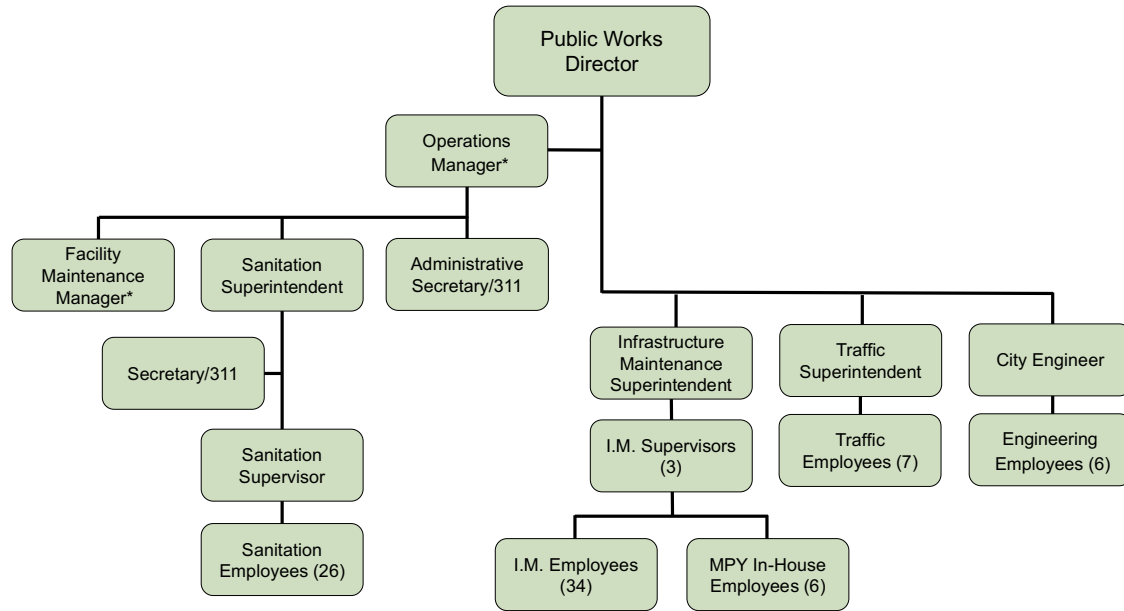 Public Works
Director
Operations
Manager*
Facility
Maintenance
Manager*
Sanitation
Superintendent
Administrative
Secretary/311
Secretary/311
Sanitation
Supervisor
Sanitation
Employees (26)
Infrastructure
Maintenance
Superintendent
Traffic
Superintendent
City Engineer
I.M. Supervisors
(3)
Traffic
Employees (7)
Engineering
Employees (6)
I.M. Employees
(34)
MPY In-House
Employees (6)